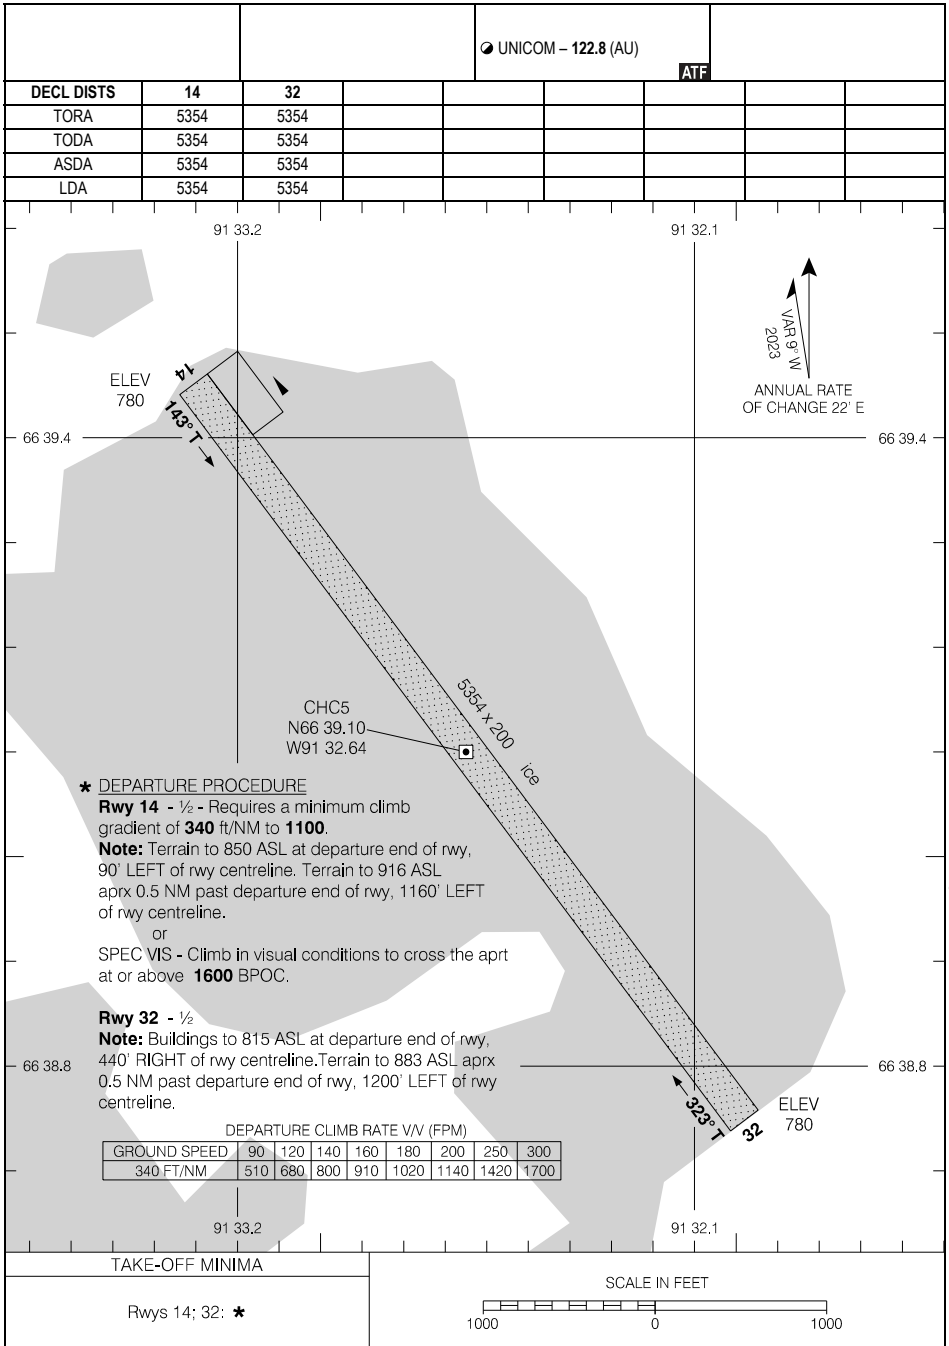 UNICOM – 122.8 (AU)
ATF
DECL DISTS 14 32
TORA 5354 5354
TODA 5354 5354
ASDA 5354 5354
LDA 5354 5354
91 33.2 91 32.1
VAR 9° W
2023
ANNUAL RATE
OF CHANGE 22' E
ELEV
780
14
143° T
66 39.4 66 39.4
5354 x 200 ice
CHC5
N66 39.10
W91 32.64
* DEPARTURE PROCEDURE
Rwy 14 - ½ - Requires a minimum climb
gradient of 340 ft/NM to 1100.
Note: Terrain to 850 ASL at departure end of rwy,
90' LEFT of rwy centreline. Terrain to 916 ASL
aprx 0.5 NM past departure end of rwy, 1160' LEFT
of rwy centreline.
or
SPEC VIS - Climb in visual conditions to cross the aprt
at or above 1600 BPOC.
Rwy 32 - ½
Note: Buildings to 815 ASL at departure end of rwy,
440' RIGHT of rwy centreline.Terrain to 883 ASL aprx
0.5 NM past departure end of rwy, 1200' LEFT of rwy
centreline.
66 38.8 66 38.8
323° T
32
ELEV
780
DEPARTURE CLIMB RATE V/V (FPM)
GROUND SPEED 90 120 140 160 180 200 250 300
340 FT/NM 510 680 800 910 1020 1140 1420 1700
91 33.2 91 32.1
TAKE-OFF MINIMA
Rwys 14; 32: *
SCALE IN FEET
1000 0 1000